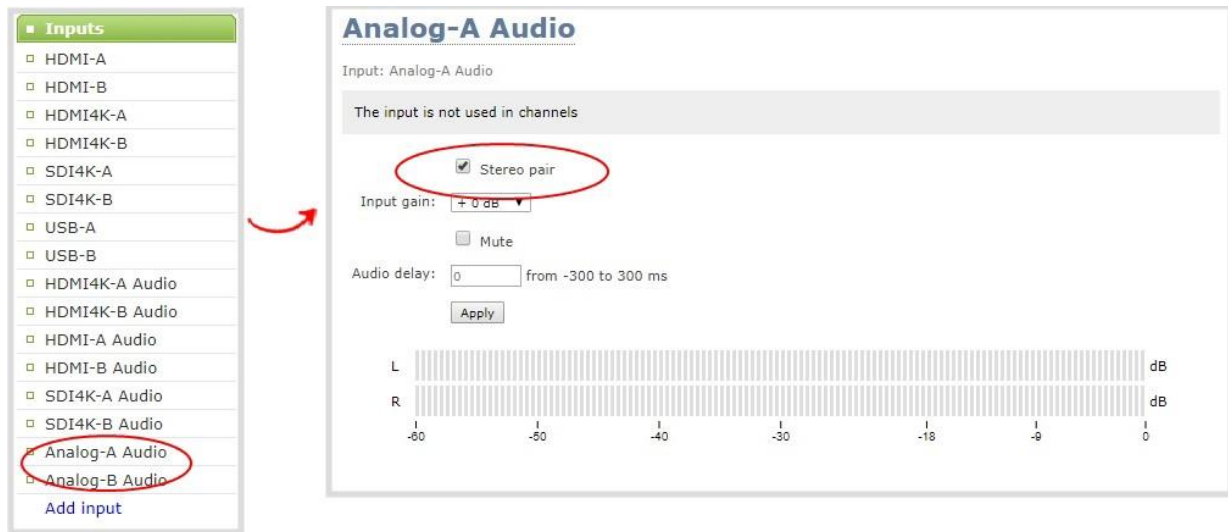 Inputs
HDMI-A
HDMI-B
HDMI4K-A
HDMI4K-B
SDI4K-A
SDI4K-B
USB-A
USB-B
HDMI4K-A Audio
HDMI4K-B Audio
HDMI-A Audio
HDMI-B Audio
SDI4K-A Audio
SDI4K-B Audio
Analog-A Audio
Analog-B Audio
Add input
Analog-A Audio
Input: Analog-A Audio
The input is not used in channels
Stereo pair
Input gain: + 0 dB
Mute
Audio delay: 0 from -300 to 300 ms
Apply
L dB
R dB
-60 -50 -40 -30 -18 -9 0